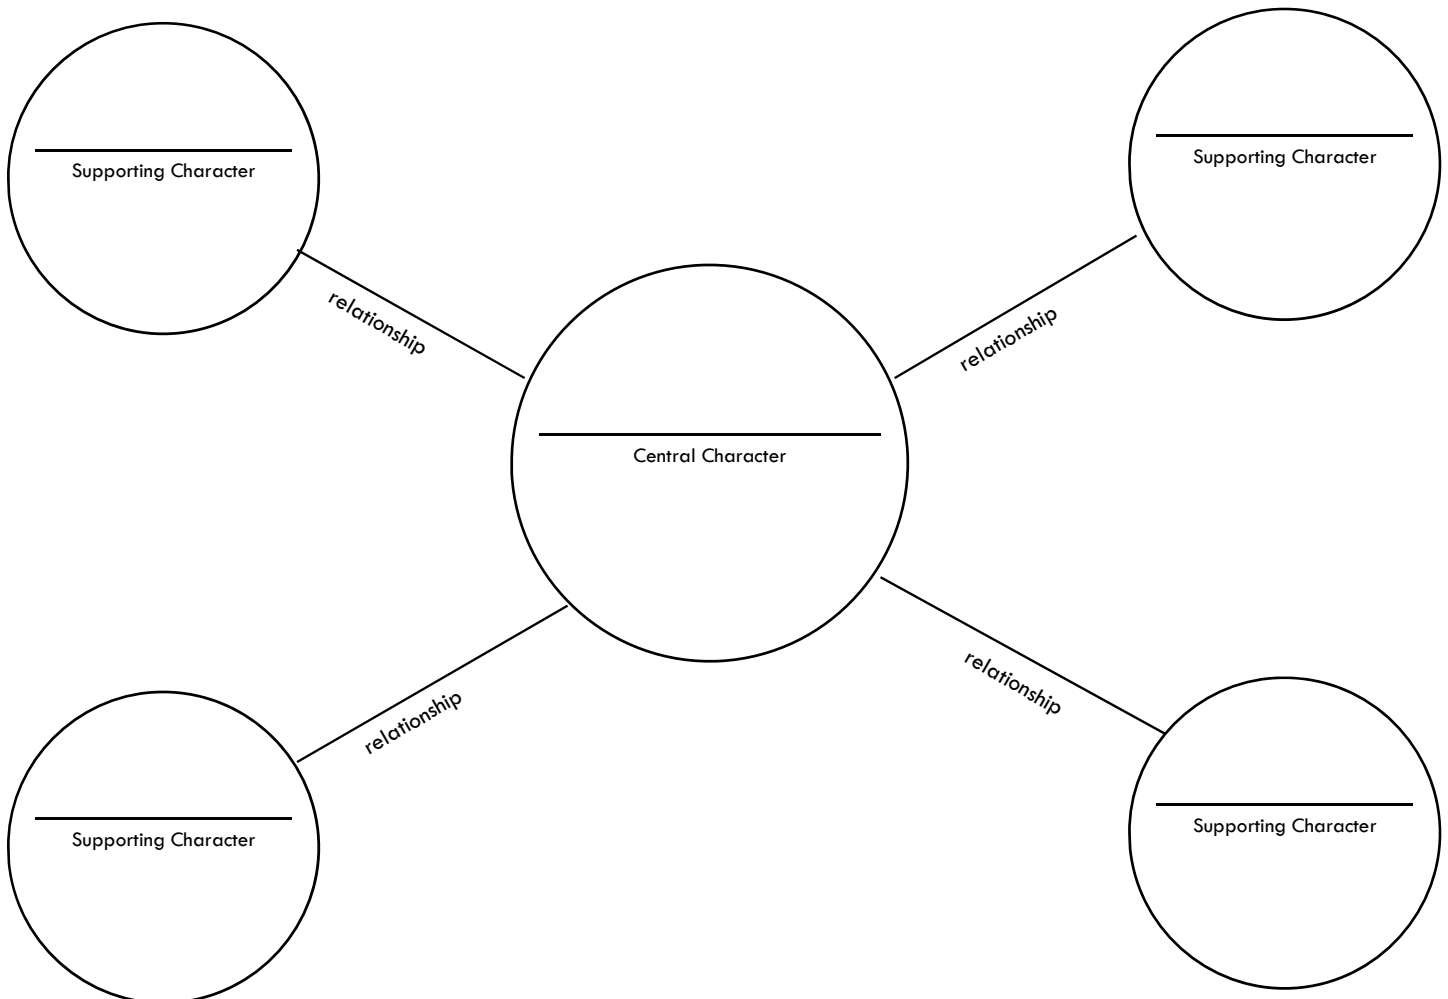 Supporting Character
Supporting Character
relationship
relationship
Central Character
relationship
relationship
Supporting Character
Supporting Character